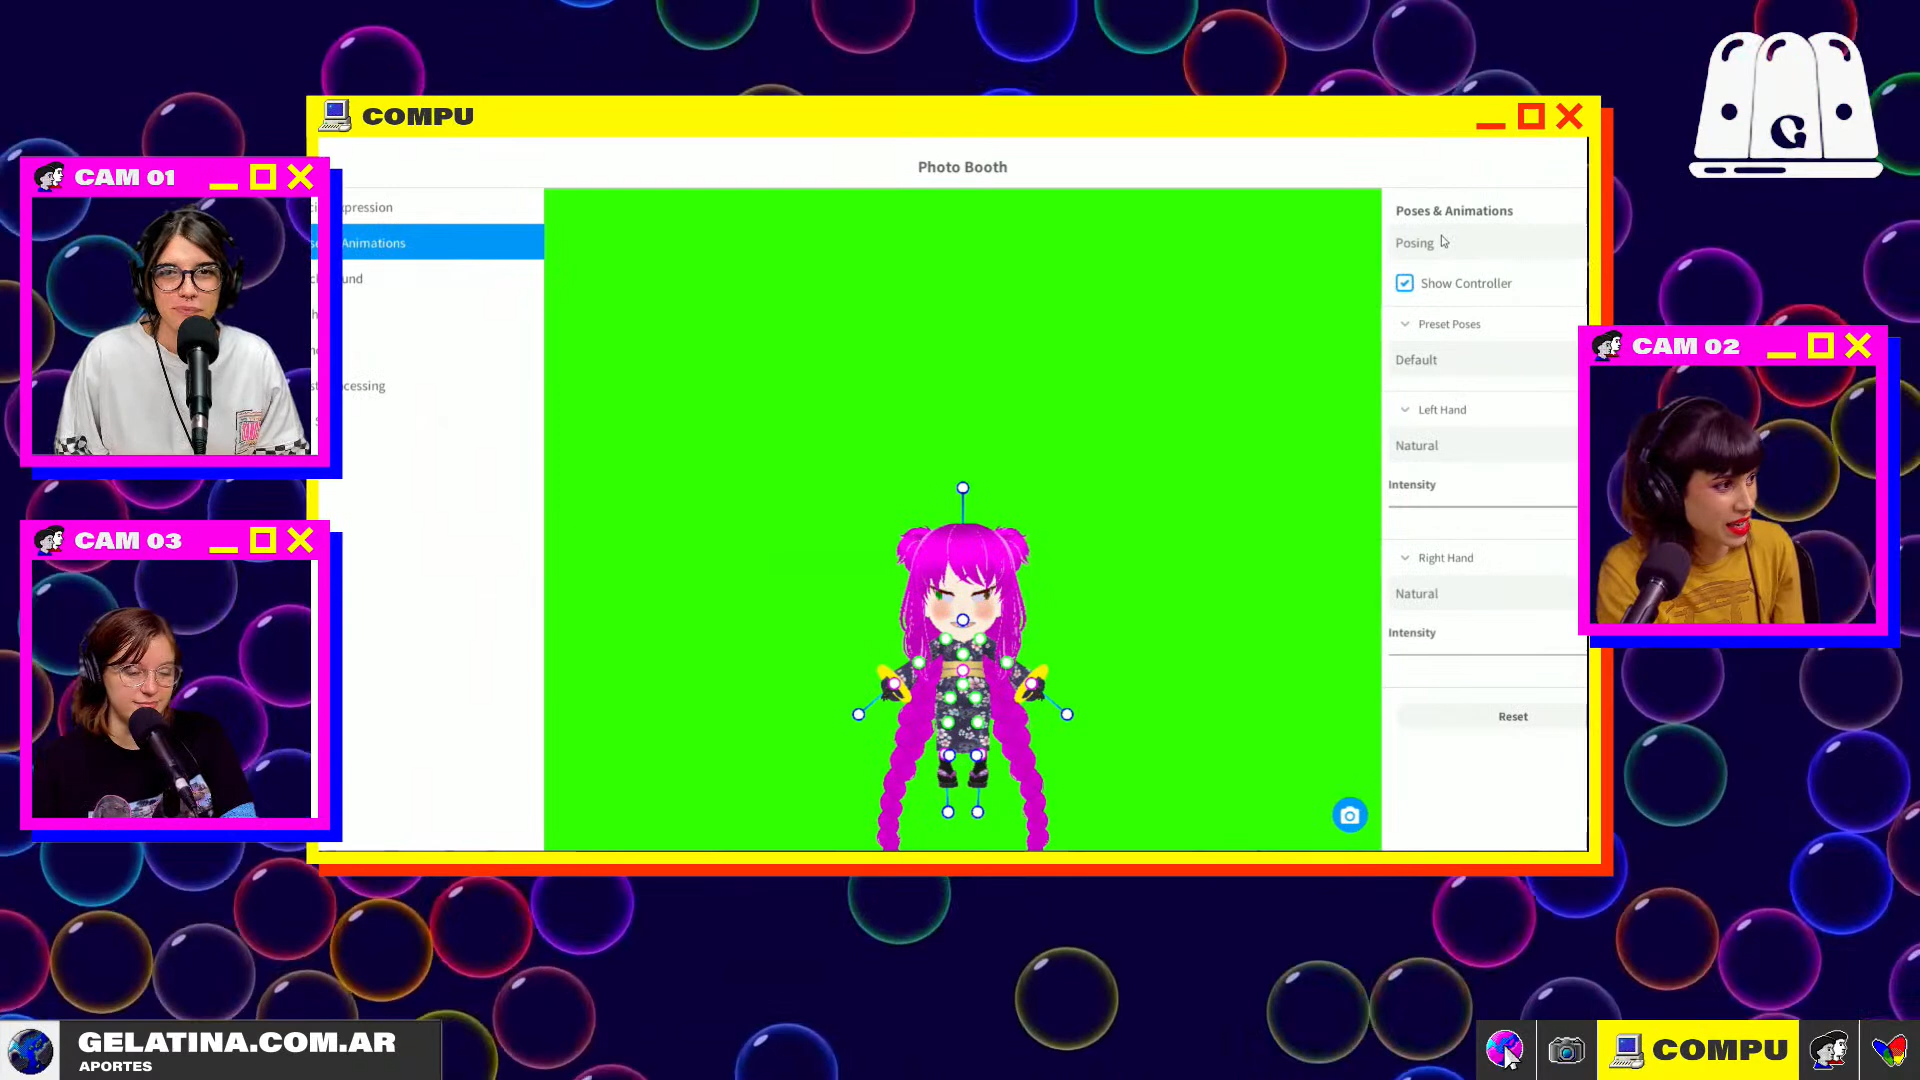 COMPU
CAM 01
Photo Booth
pression
Animations
und
cessing
Poses & Animations
Posing
Show Controller
Preset Poses
Default
Left Hand
Natural
Intensity
Right Hand
Natural
Intensity
Reset
CAM 02
CAM 03
GELATINA.COM.AR
APORTES
COMPU